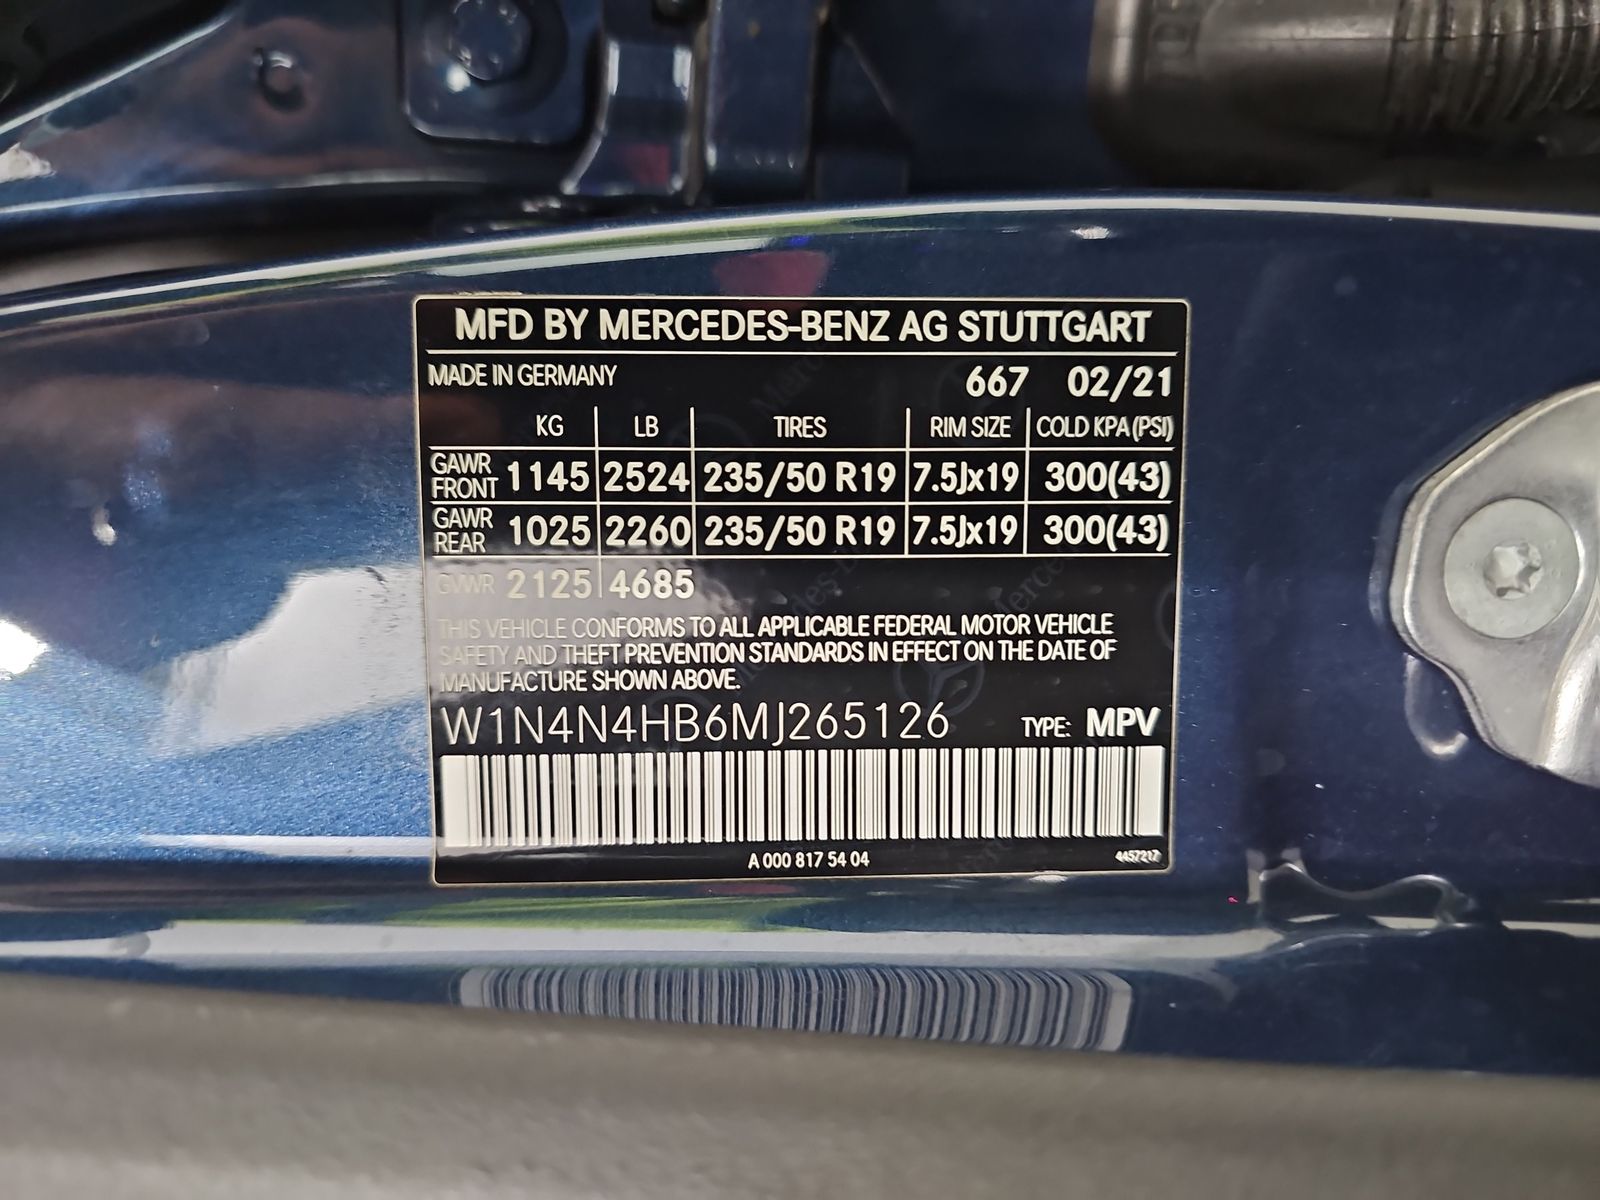 MFD BY MERCEDES-BENZ AG STUTTGART
MADE IN GERMANY 667 02/21
KG LB TIRES RIM SIZE COLD KPA(PSI)
GAWR FRONT 1145 2524 235/50 R19 7.5Jx19 300(43)
GAWR REAR 1025 2260 235/50 R19 7.5Jx19 300(43)
GVWR 2125 4685
THIS VEHICLE CONFORMS TO ALL APPLICABLE FEDERAL MOTOR VEHICLE
SAFETY AND THEFT PREVENTION STANDARDS IN EFFECT ON THE DATE OF
MANUFACTURE SHOWN ABOVE.
W1N4N4HB6MJ265126 TYPE: MPV
A 000 817 54 04 4457217